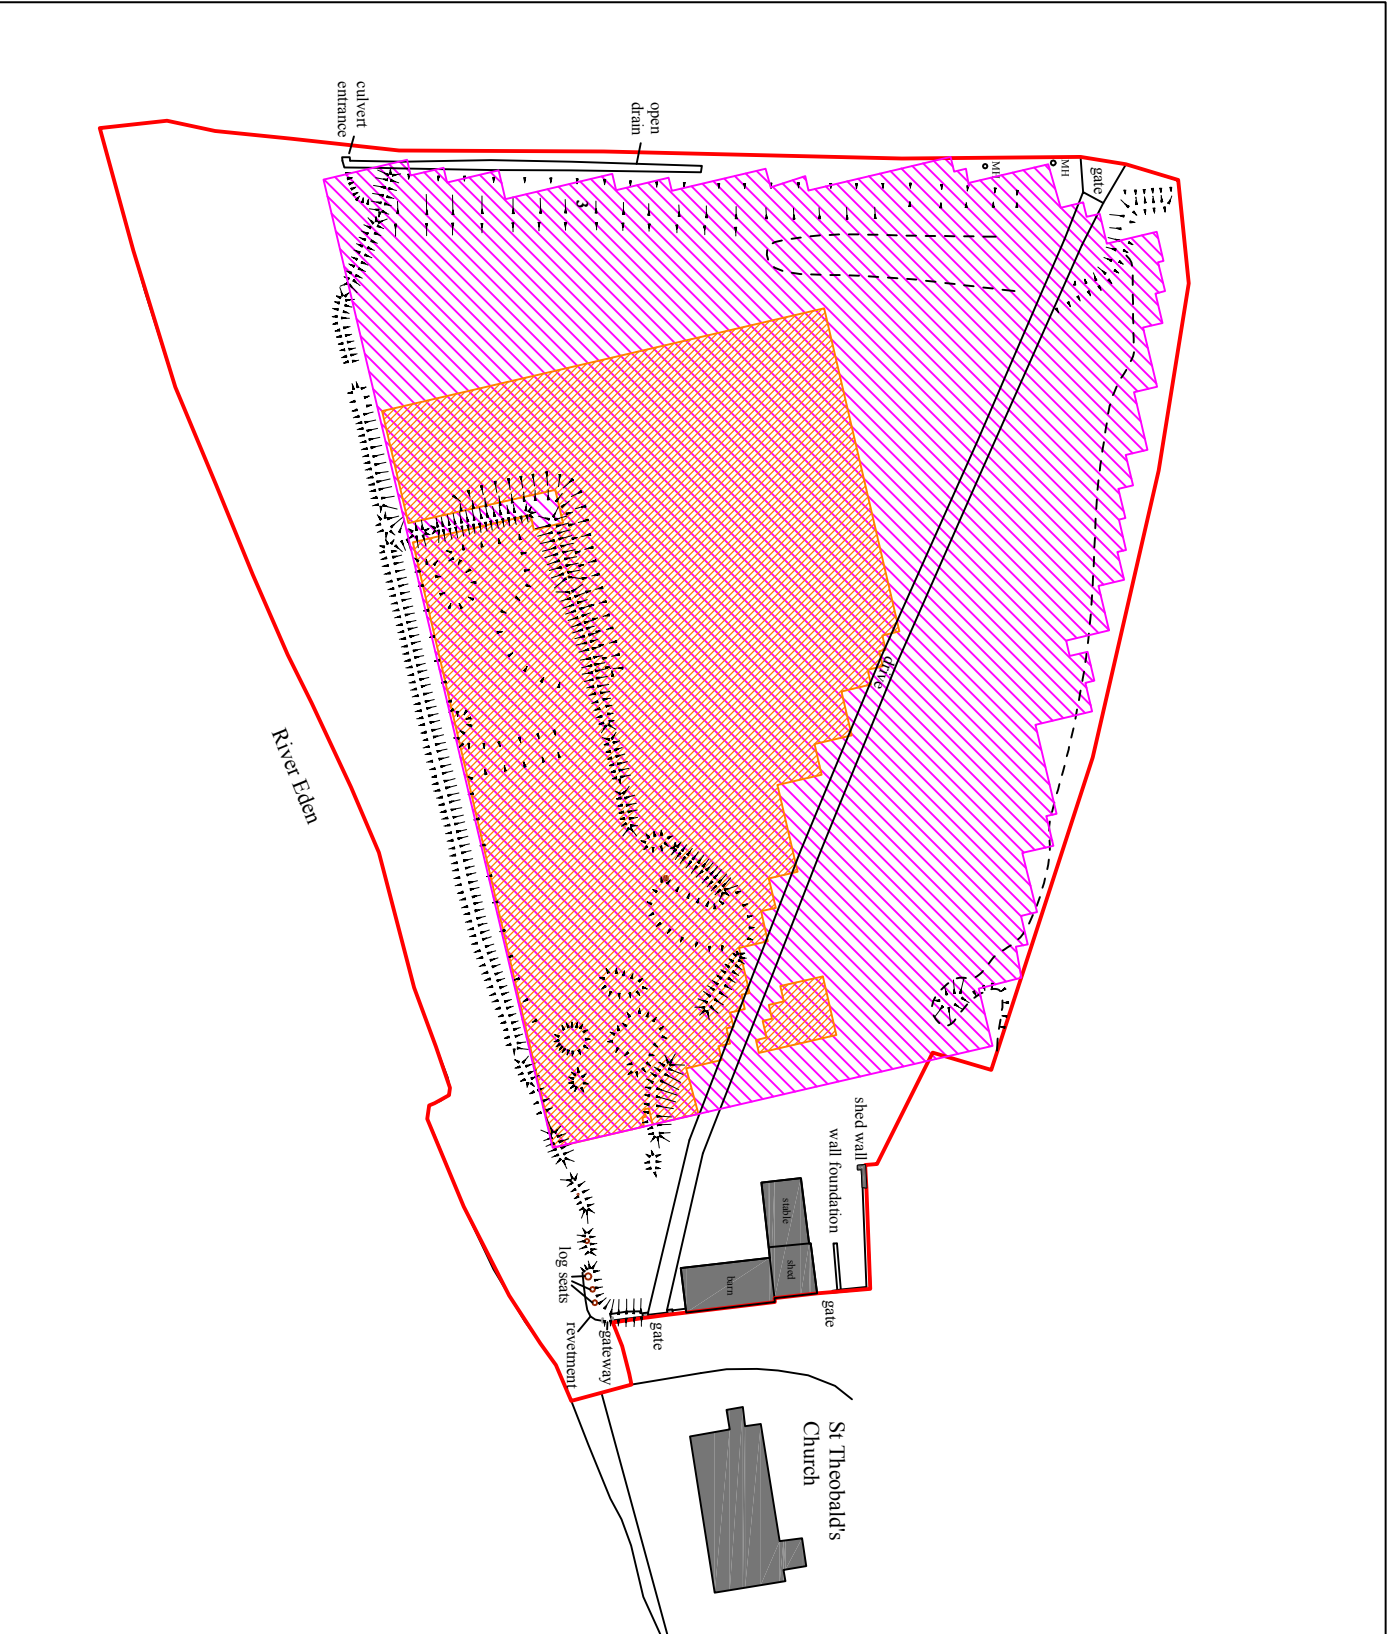 culvert
entrance
open
drain
MH
MH
gate
3
drive
River Eden
shed wall
wall foundation
stable
shed
barn
gate
gate
log seats
gateway
revetment
St Theobald's
Church